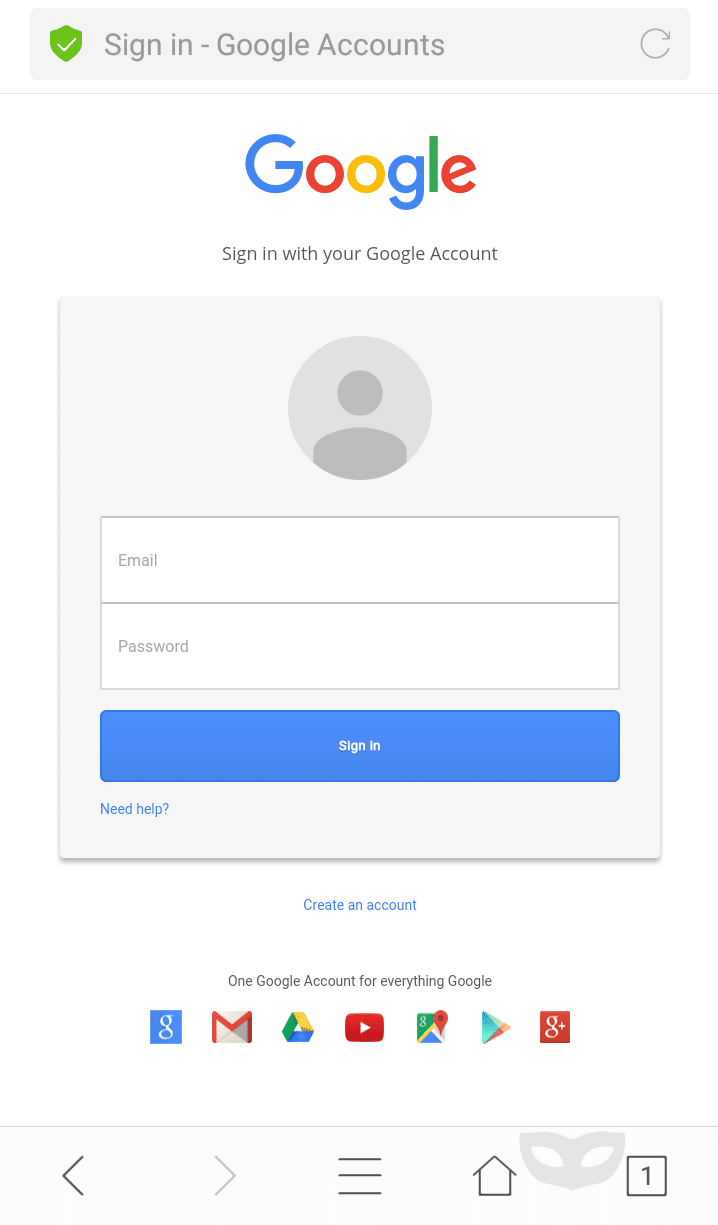 Sign in - Google Accounts
Google
Sign in with your Google Account
Email
Password
Sign In
Need help?
Create an account
One Google Account for everything Google
g
8
g+
1